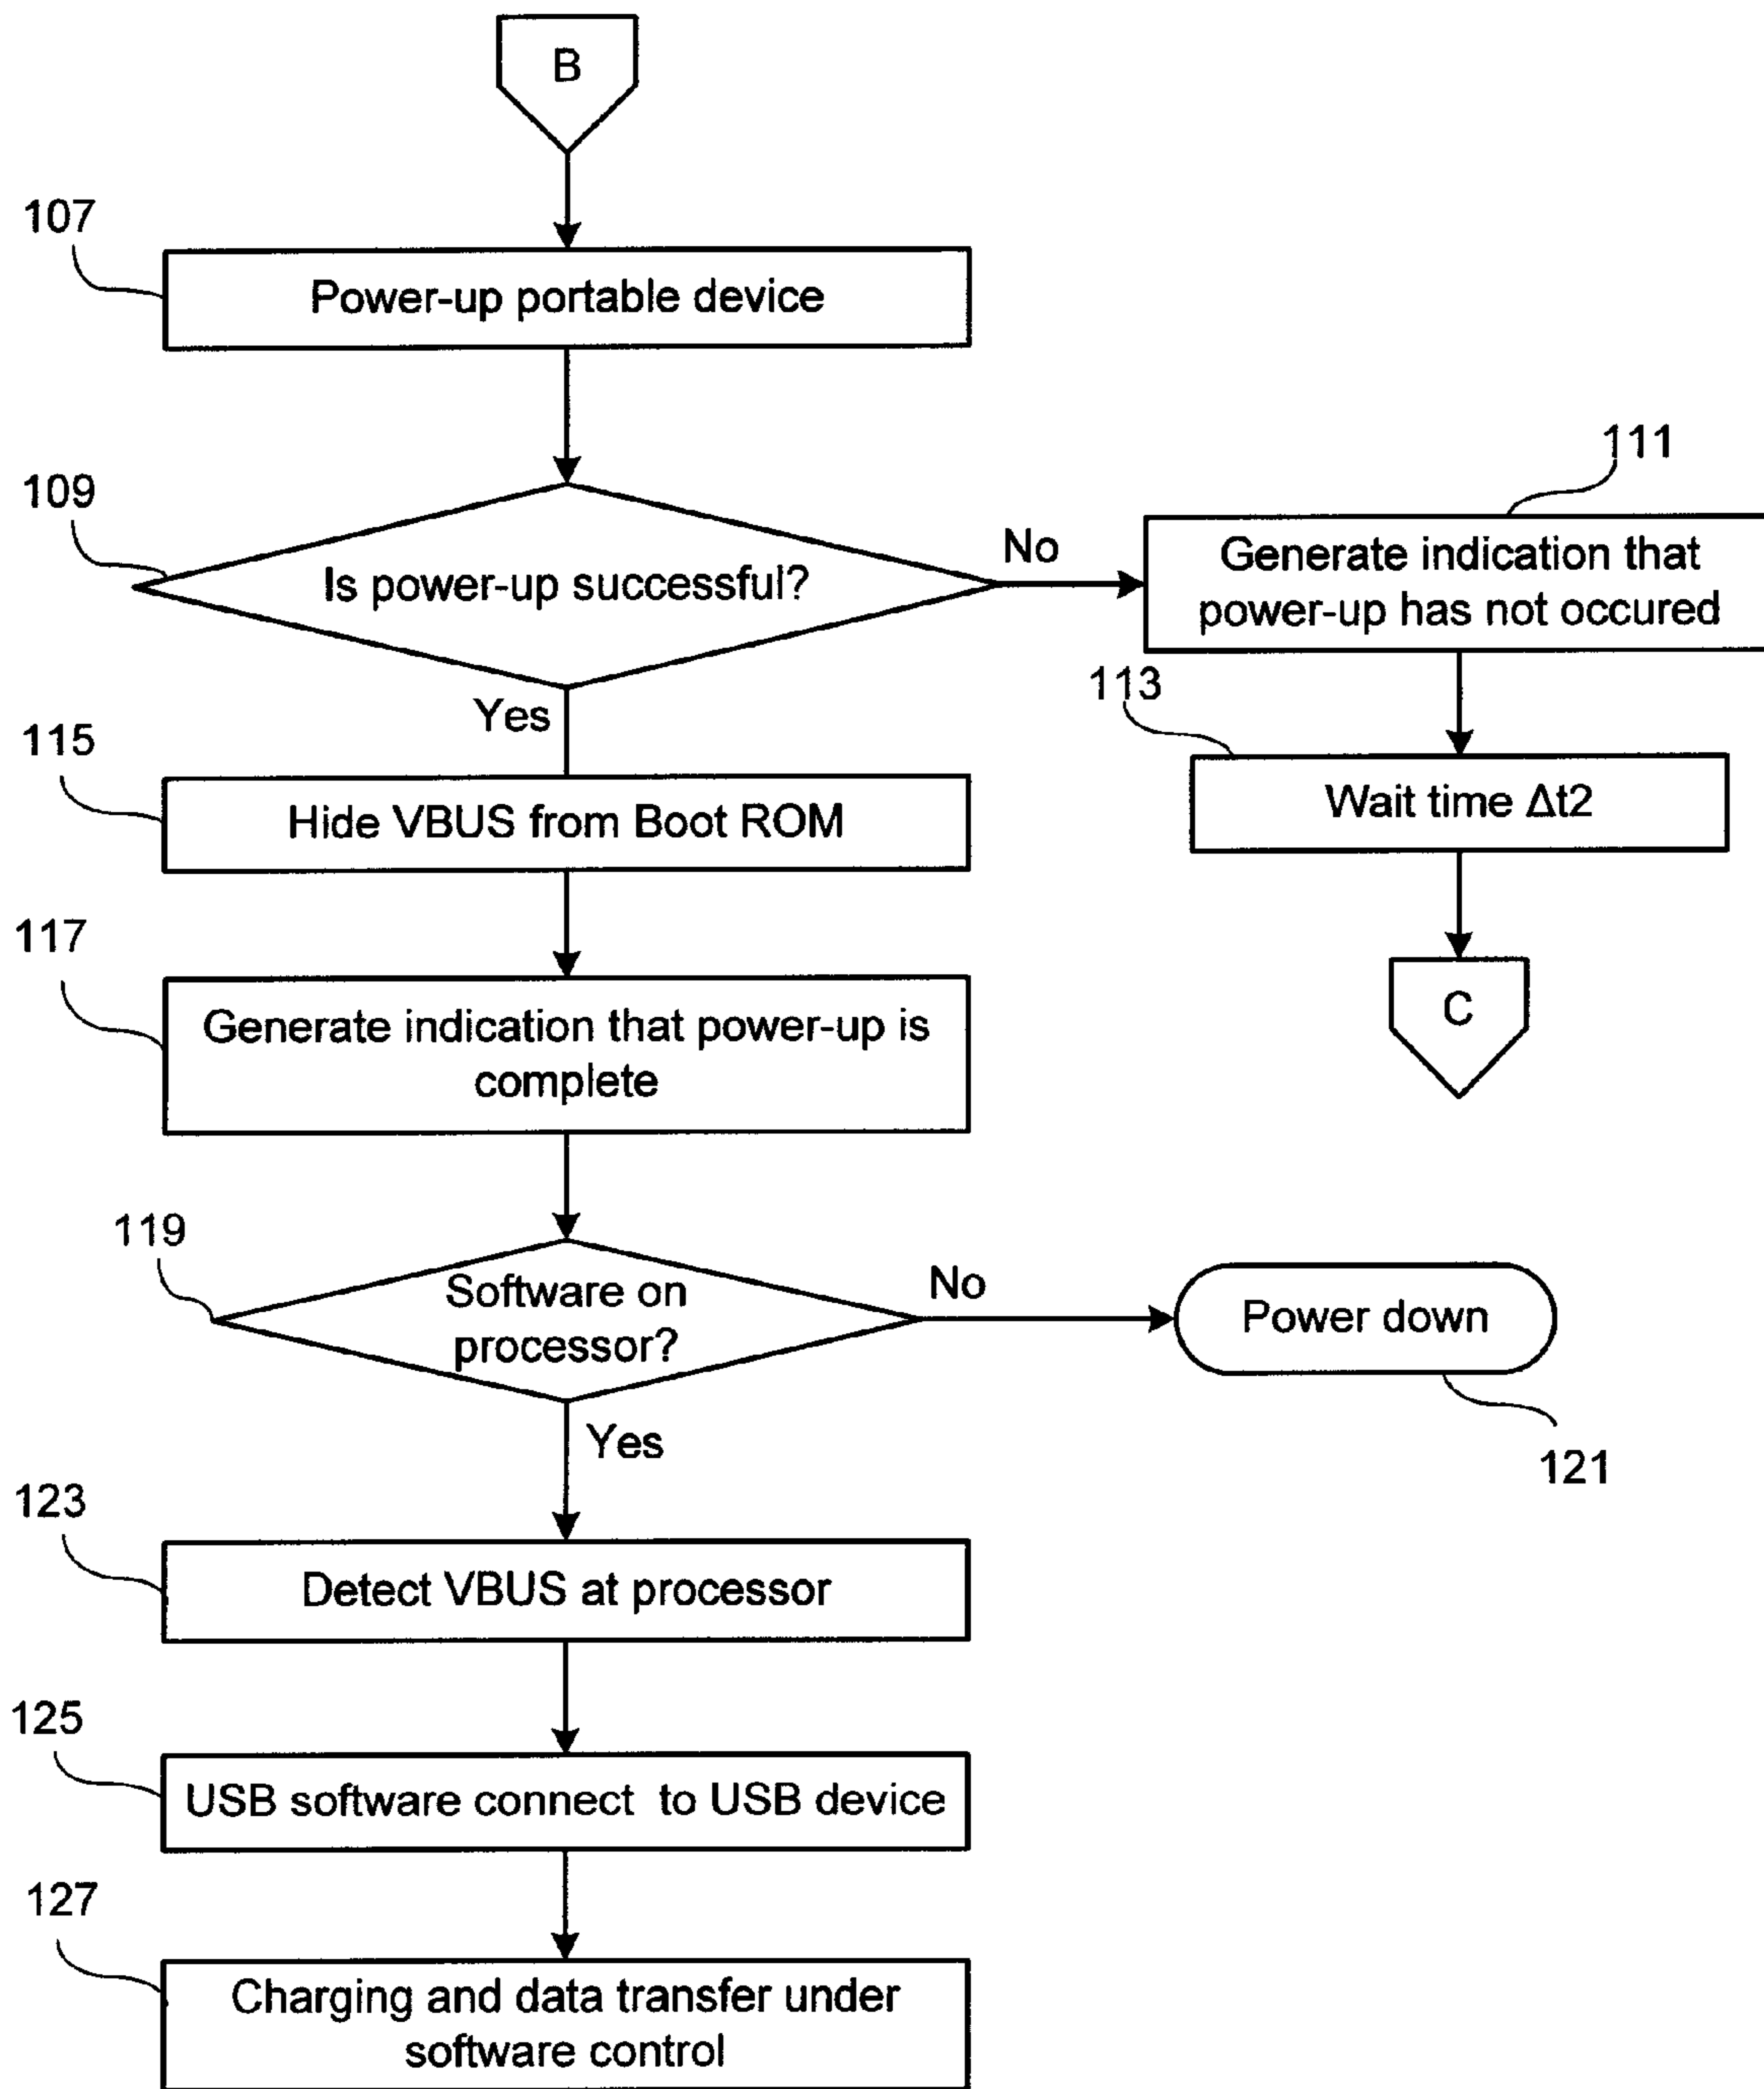 B
107
Power-up portable device
109
Is power-up successful?
No
111
Generate indication that
power-up has not occured
113
Wait time Δt2
C
Yes
115
Hide VBUS from Boot ROM
117
Generate indication that power-up is
complete
119
Software on
processor?
No
Power down
121
Yes
123
Detect VBUS at processor
125
USB software connect to USB device
127
Charging and data transfer under
software control